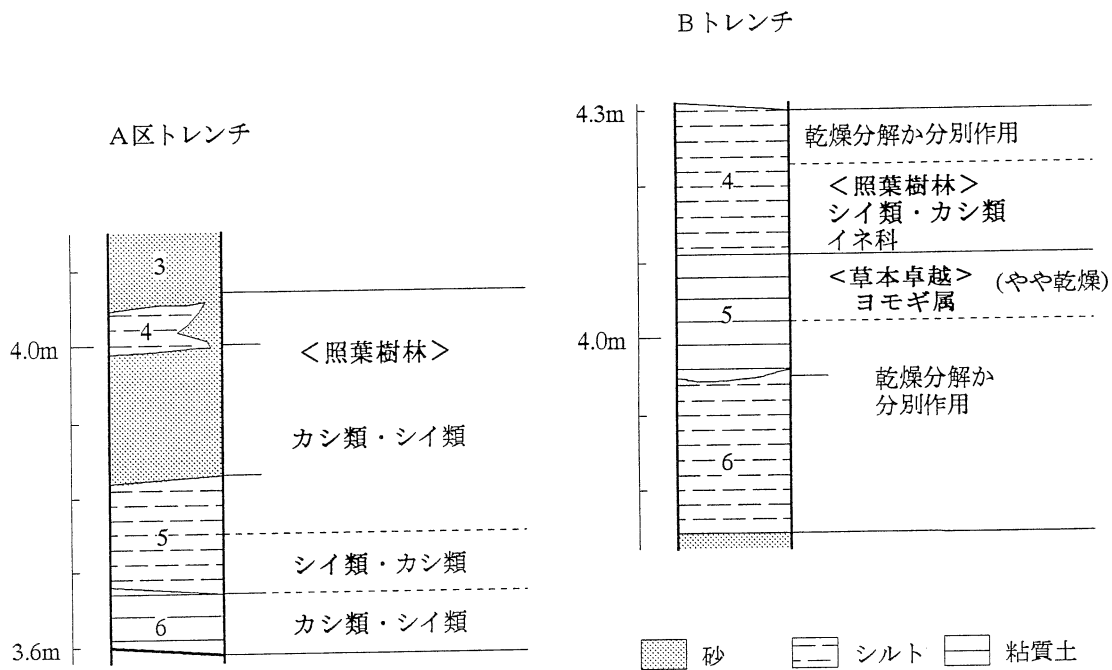 A区トレンチ
3
4
4.0m
<照葉樹林>
カシ類・シイ類
5
シイ類・カシ類
6
カシ類・シイ類
3.6m
Bトレンチ
4.3m
乾燥分解か分別作用
4
<照葉樹林>
シイ類・カシ類
イネ科
<草本卓越> (やや乾燥)
ヨモギ属
5
4.0m
乾燥分解か
分別作用
6
砂
シルト
粘質土